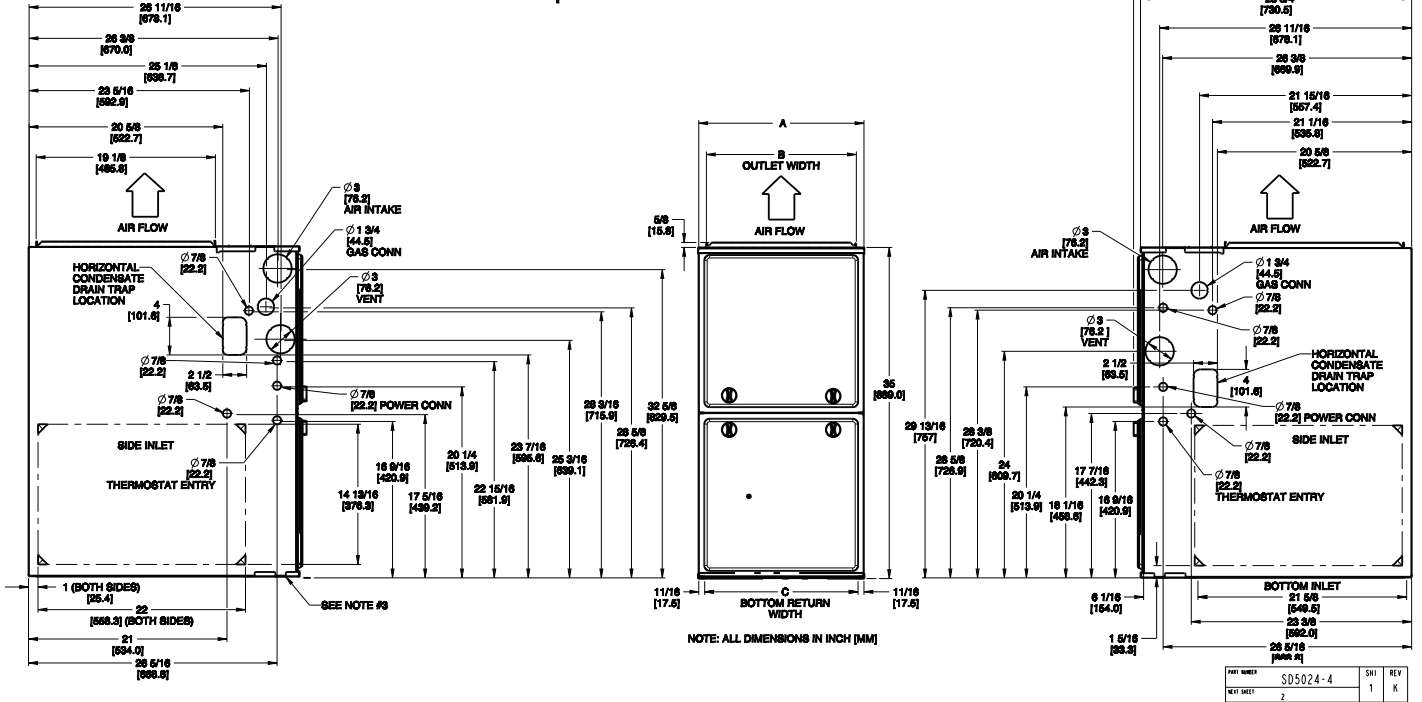 26 11/16
[678.1]
26 3/8
[670.0]
25 1/8
[638.7]
23 5/16
[592.9]
20 5/8
[522.7]
19 1/8
[485.8]
AIR FLOW
Ø 3
[76.2]
AIR INTAKE
Ø 1 3/4
[44.5]
GAS CONN
Ø 7/8
[22.2]
HORIZONTAL
CONDENSATE
DRAIN TRAP
LOCATION
Ø 3
[76.2]
VENT
4
[101.6]
Ø 7/8
[22.2]
2 1/2
[63.5]
Ø 7/8
[22.2]
Ø 7/8
[22.2] POWER CONN
SIDE INLET
Ø 7/8
[22.2]
THERMOSTAT ENTRY
14 13/16
[376.3]
16 9/16
[420.9]
17 5/16
[439.2]
20 1/4
[513.9]
22 15/16
[581.9]
23 7/16
[595.6]
25 3/16
[639.1]
28 3/16
[715.9]
28 5/8
[726.4]
32 5/8
[829.5]
1 (BOTH SIDES)
[25.4]
22
[558.3] (BOTH SIDES)
21
[534.0]
26 5/16
[668.8]
SEE NOTE #3
A
B
OUTLET WIDTH
AIR FLOW
5/8
[15.8]
35
[889.0]
11/16
[17.5]
C
BOTTOM RETURN
WIDTH
11/16
[17.5]
NOTE: ALL DIMENSIONS IN INCH [MM]
[730.5]
26 11/16
[678.1]
26 3/8
[669.9]
21 15/16
[557.4]
21 1/16
[535.8]
20 5/8
[522.7]
AIR FLOW
Ø 3
[76.2]
AIR INTAKE
Ø 1 3/4
[44.5]
GAS CONN
Ø 7/8
[22.2]
Ø 7/8
[22.2]
Ø 3
[76.2 ]
VENT
2 1/2
[63.5]
HORIZONTAL
CONDENSATE
DRAIN TRAP
LOCATION
4
[101.6]
Ø 7/8
[22.2] POWER CONN
SIDE INLET
Ø 7/8
[22.2]
Ø 7/8
[22.2]
THERMOSTAT ENTRY
29 13/16
[757]
28 5/8
[726.9]
28 3/8
[720.4]
24
[609.7]
20 1/4
[513.9]
18 1/16
[458.6]
17 7/16
[442.3]
16 9/16
[420.9]
6 1/16
[154.0]
BOTTOM INLET
21 5/8
[549.5]
23 3/8
[592.0]
1 5/16
[33.3]
26 5/16
PART NUMBER SD5024-4 SHT 1 REV K
NEXT SHEET 2